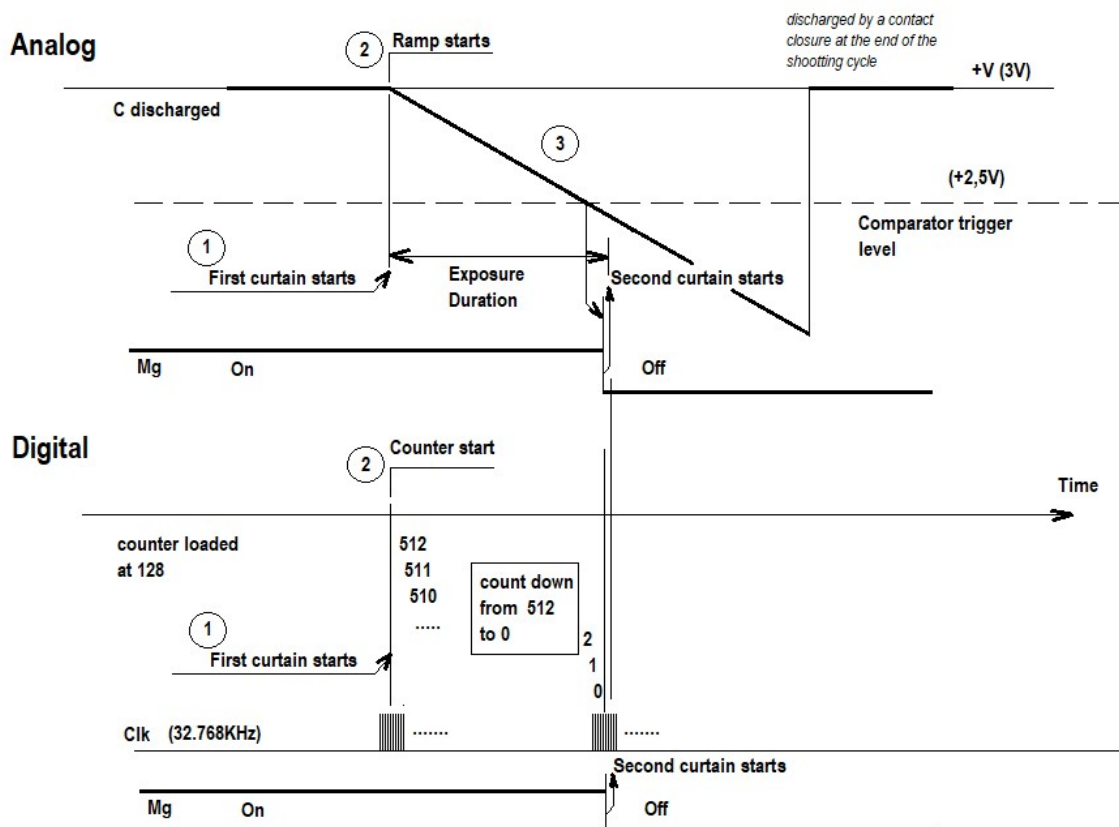 Analog
2
Ramp starts
discharged by a contact
closure at the end of the
shootting cycle
+V (3V)
C discharged
3
(+2,5V)
Comparator trigger
level
1
First curtain starts
Exposure
Duration
Second curtain starts
Mg On
Off
Digital
2
Counter start
Time
counter loaded
at 128
512
511
510
.....
count down
from 512
to 0
2
1
0
1
First curtain starts
Clk (32.768KHz)
.......
.......
Second curtain starts
Mg On
Off